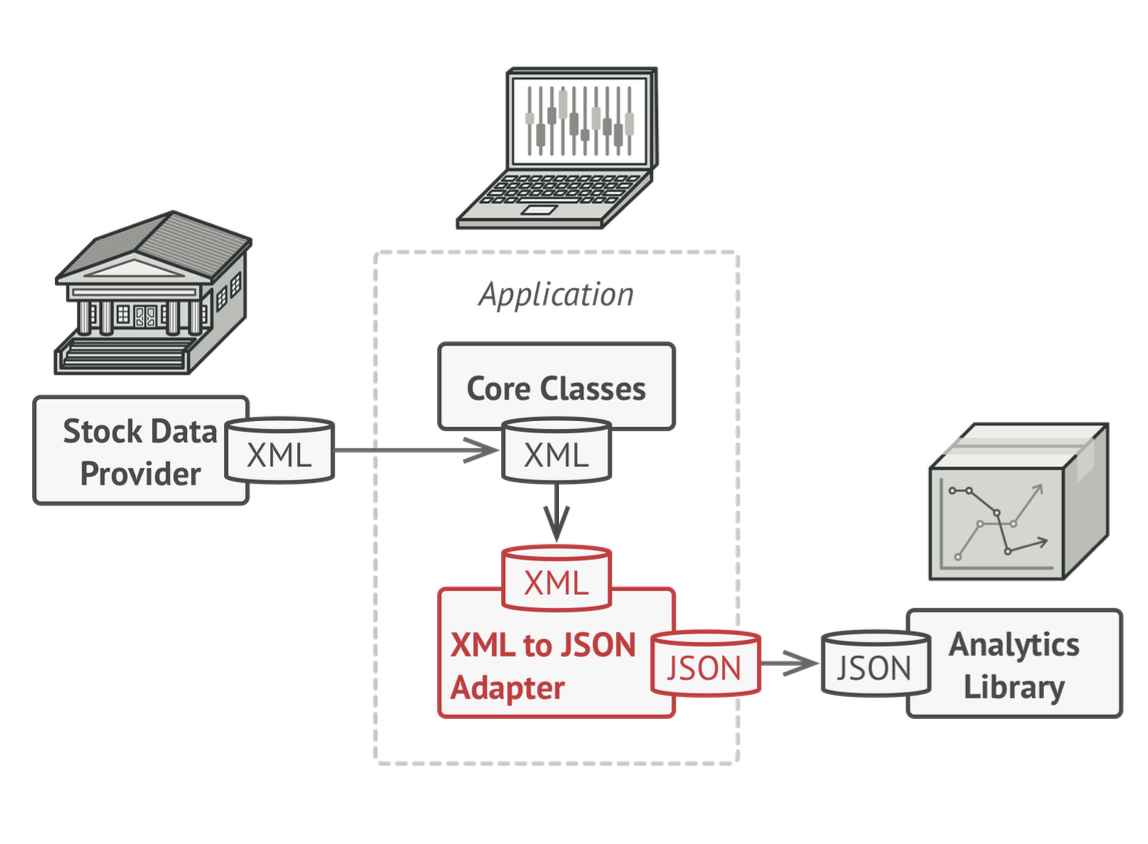 Application
Core Classes
Stock Data
Provider
XML
XML
XML
XML to JSON
Adapter
JSON
JSON
Analytics
Library